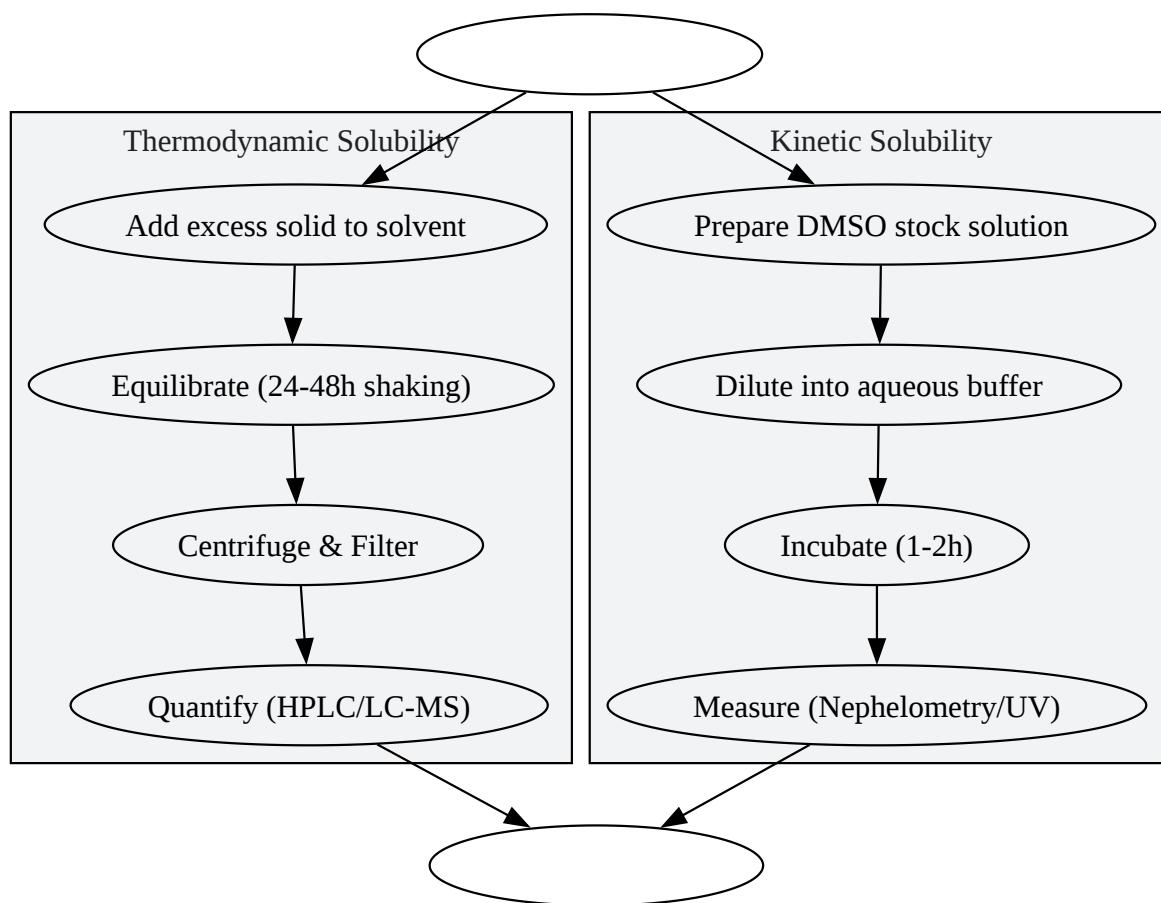 Thermodynamic Solubility
Add excess solid to solvent
Equilibrate (24-48h shaking)
Centrifuge & Filter
Quantify (HPLC/LC-MS)
Kinetic Solubility
Prepare DMSO stock solution
Dilute into aqueous buffer
Incubate (1-2h)
Measure (Nephelometry/UV)